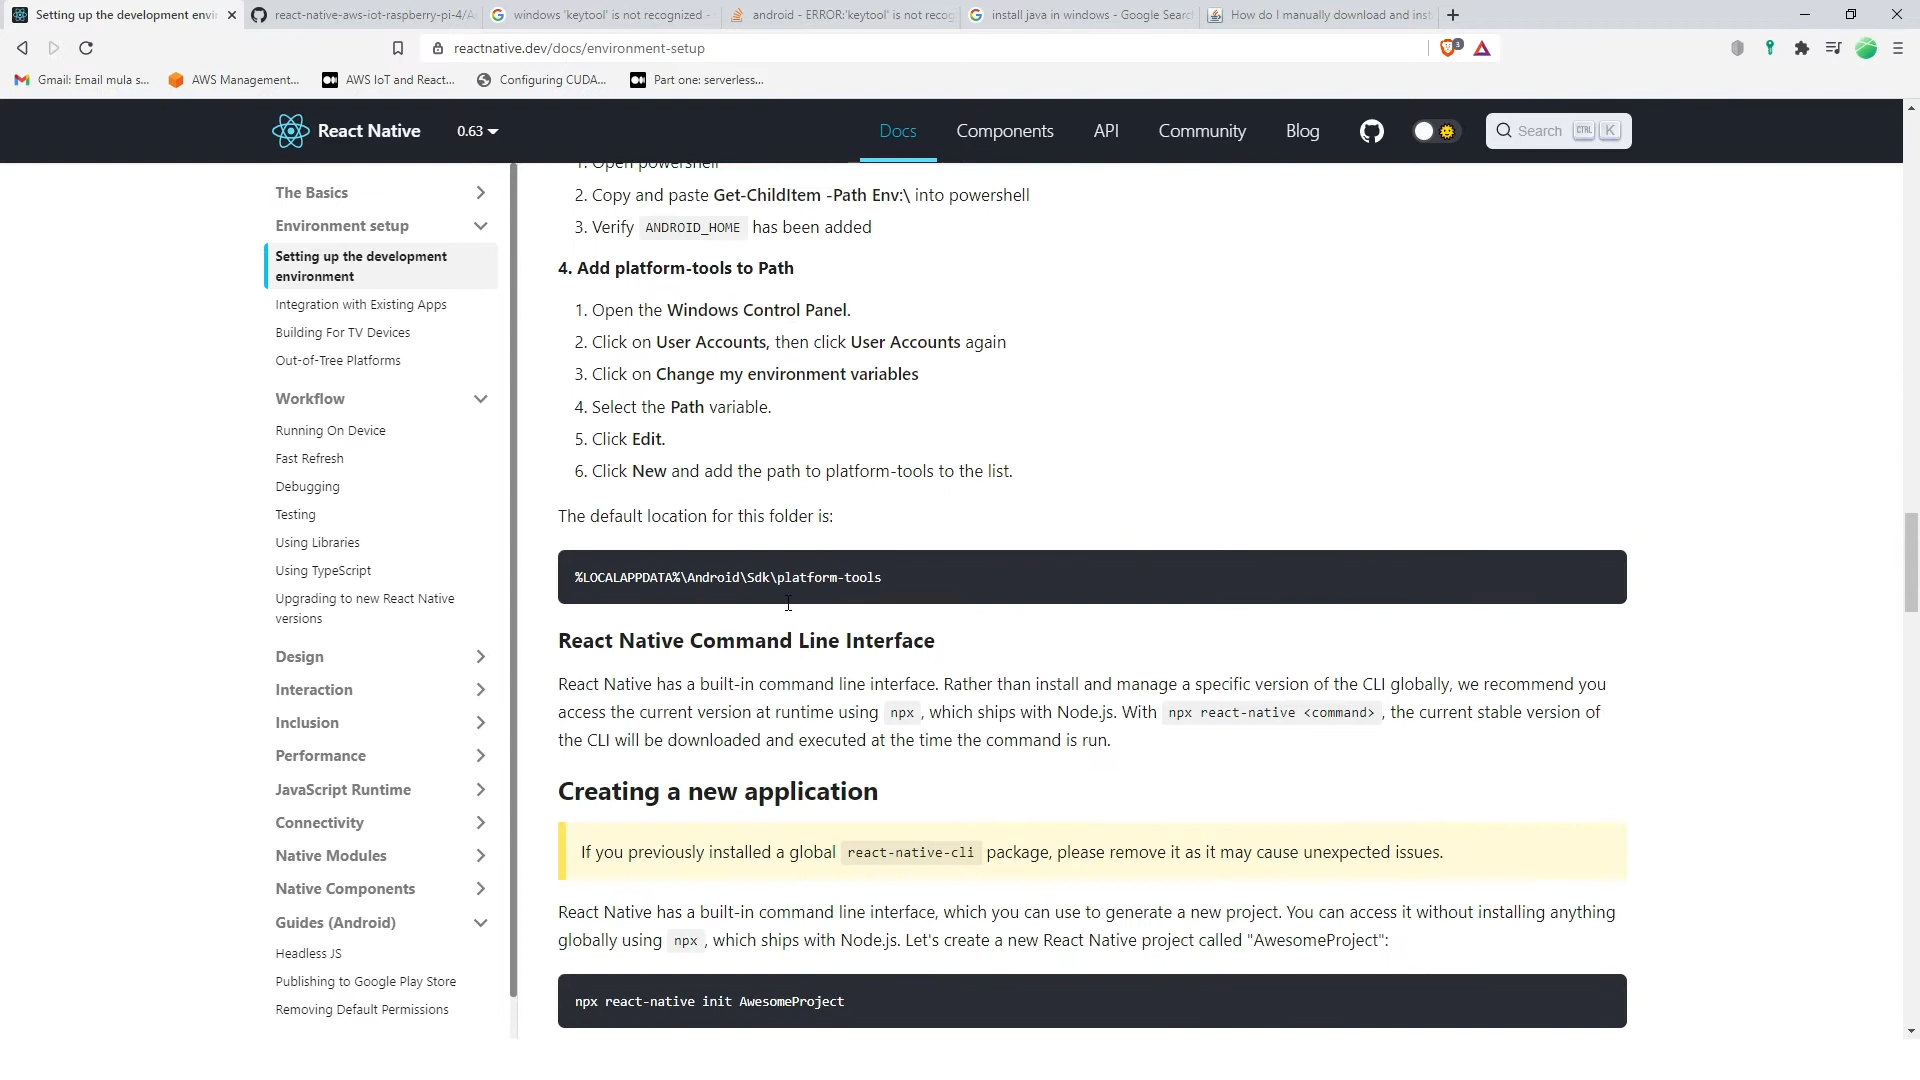 Setting up the development envir
react-native-aws-iot-raspberry-pi-4/A
windows 'keytool' is not recognized -
android - ERROR:'keytool' is not recog
install java in windows - Google Searc
How do I manually download and inst
reactnative.dev/docs/environment-setup
3
Gmail: Email mula s...
AWS Management...
AWS IoT and React...
Configuring CUDA...
Part one: serverless...
React Native
0.63
Docs
Components
API
Community
Blog
Search CTRL K
The Basics
Environment setup
Setting up the development
environment
Integration with Existing Apps
Building For TV Devices
Out-of-Tree Platforms
Workflow
Running On Device
Fast Refresh
Debugging
Testing
Using Libraries
Using TypeScript
Upgrading to new React Native
versions
Design
Interaction
Inclusion
Performance
JavaScript Runtime
Connectivity
Native Modules
Native Components
Guides (Android)
Headless JS
Publishing to Google Play Store
Removing Default Permissions
1. Open powershell
2. Copy and paste Get-ChildItem -Path Env:\ into powershell
3. Verify ANDROID_HOME has been added
4. Add platform-tools to Path
1. Open the Windows Control Panel.
2. Click on User Accounts, then click User Accounts again
3. Click on Change my environment variables
4. Select the Path variable.
5. Click Edit.
6. Click New and add the path to platform-tools to the list.
The default location for this folder is:
%LOCALAPPDATA%\Android\Sdk\platform-tools
React Native Command Line Interface
React Native has a built-in command line interface. Rather than install and manage a specific version of the CLI globally, we recommend you
access the current version at runtime using npx, which ships with Node.js. With npx react-native <command>, the current stable version of
the CLI will be downloaded and executed at the time the command is run.
Creating a new application
If you previously installed a global react-native-cli package, please remove it as it may cause unexpected issues.
React Native has a built-in command line interface, which you can use to generate a new project. You can access it without installing anything
globally using npx, which ships with Node.js. Let's create a new React Native project called "AwesomeProject":
npx react-native init AwesomeProject